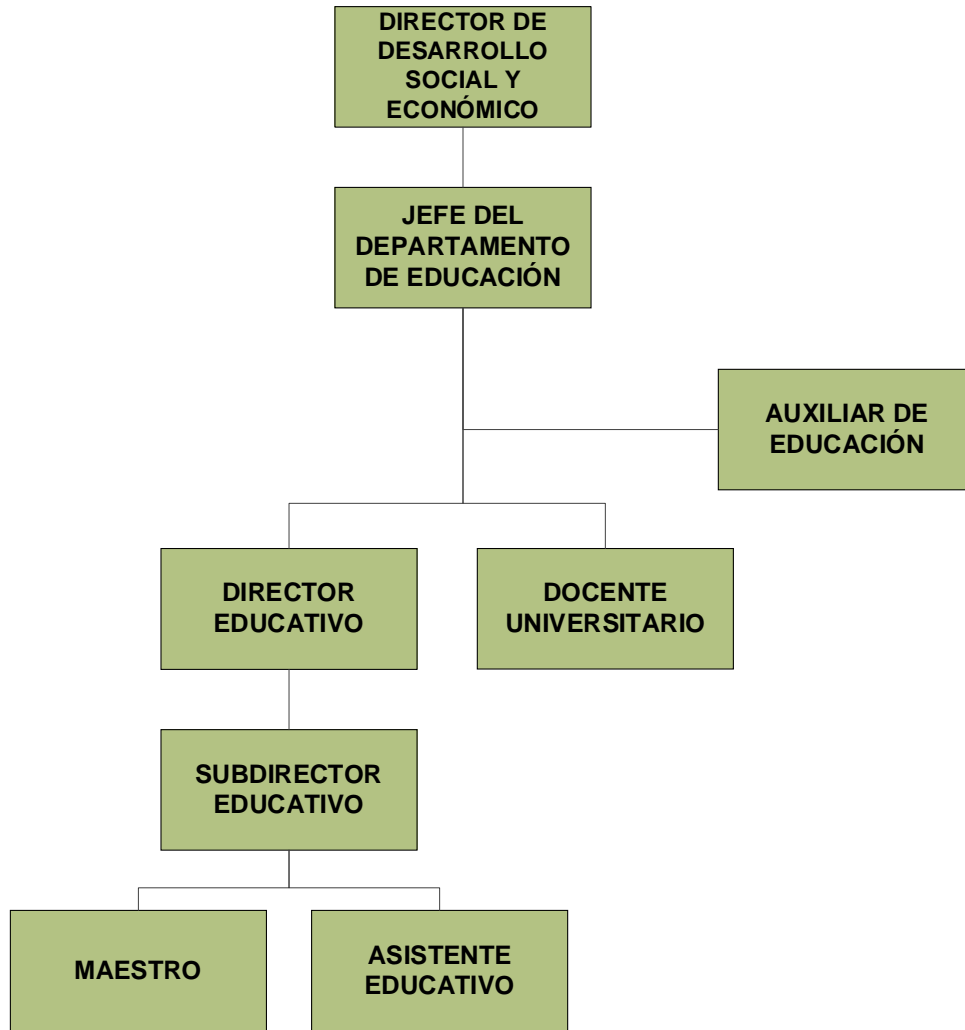 DIRECTOR DE
DESARROLLO
SOCIAL Y
ECONÓMICO
JEFE DEL
DEPARTAMENTO
DE EDUCACIÓN
AUXILIAR DE
EDUCACIÓN
DIRECTOR
EDUCATIVO
DOCENTE
UNIVERSITARIO
SUBDIRECTOR
EDUCATIVO
MAESTRO
ASISTENTE
EDUCATIVO